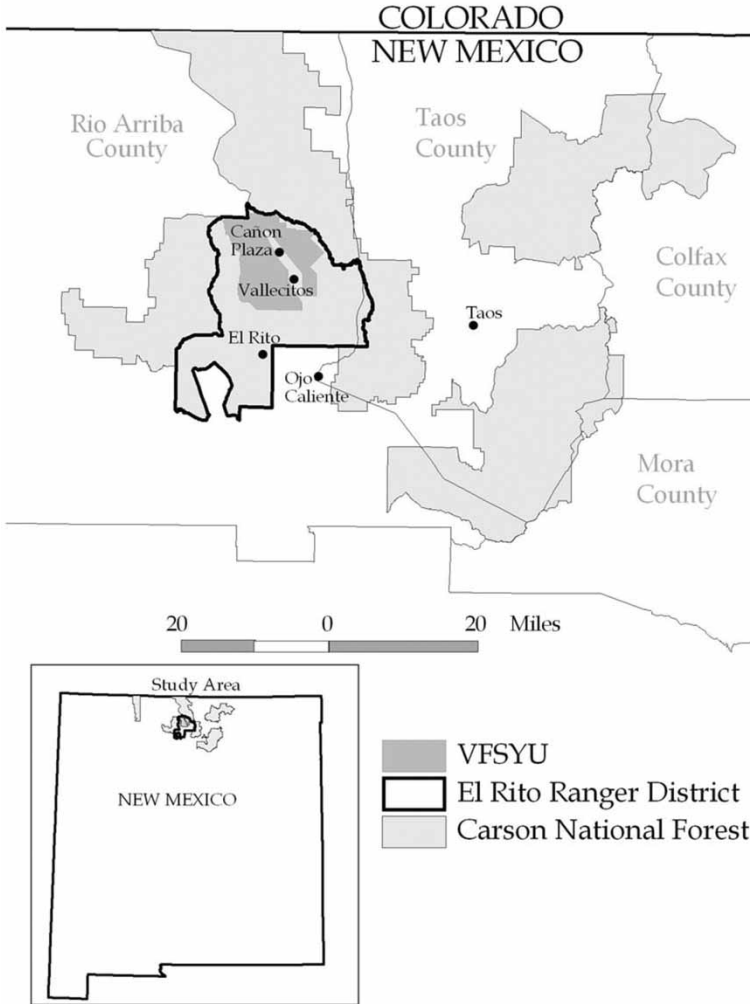 COLORADO
NEW MEXICO
Rio Arriba
County
Taos
County
Cañon
Plaza
Colfax
County
Vallecitos
Taos
El Rito
Ojo
Caliente
Mora
County
20 0 20 Miles
Study Area
NEW MEXICO
VFSYU
El Rito Ranger District
Carson National Forest